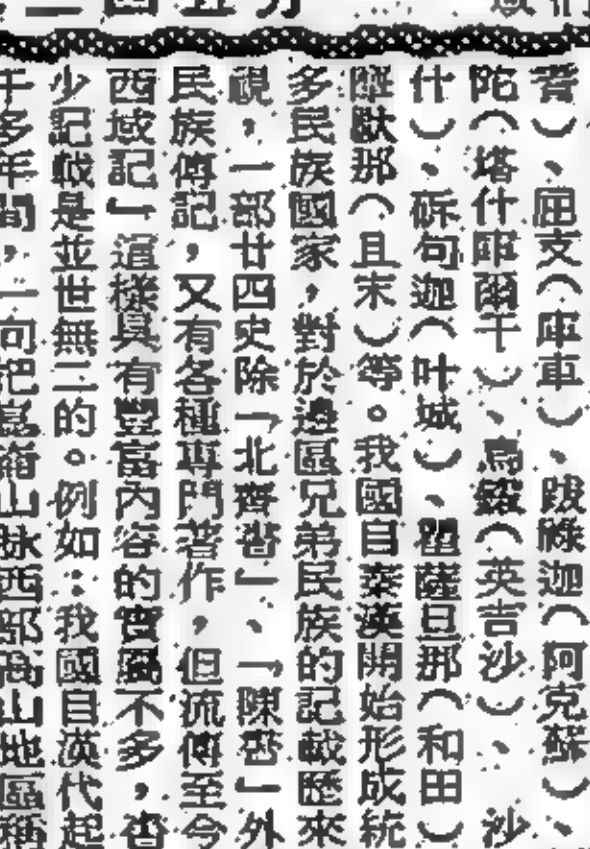 耆）、屈支（庫車）、跋祿迦（阿克蘇）、
陀（塔什庫爾干）、烏鎩（英吉沙）、沙
什）、斫句迦（叶城）、瞿薩旦那（和田）
默那（且末）等。我國自秦漢開始形成統
多民族國家，對於邊區兄弟民族的記載歷來
視，一部廿四史除「北齊書」、「陳書」外
民族傳記，又有各種專門著作，但流傳至今
西域記」這樣具有豐富內容的實屬不多，書
少記載是並世無二的。例如：我國自漢代起
千多年間，一向把葱嶺山脉西部高山地區稱